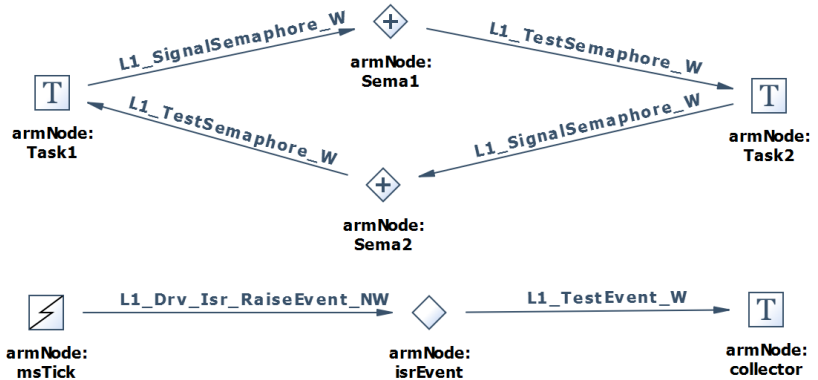 L1_SignalSemaphore_W
armNode:
Sema1
L1_TestSemaphore_W
T
armNode:
Task1
T
armNode:
Task2
L1_TestSemaphore_W
L1_SignalSemaphore_W
armNode:
Sema2
L1_Drv_Isr_RaiseEvent_NW
L1_TestEvent_W
T
armNode:
msTick
armNode:
isrEvent
armNode:
collector